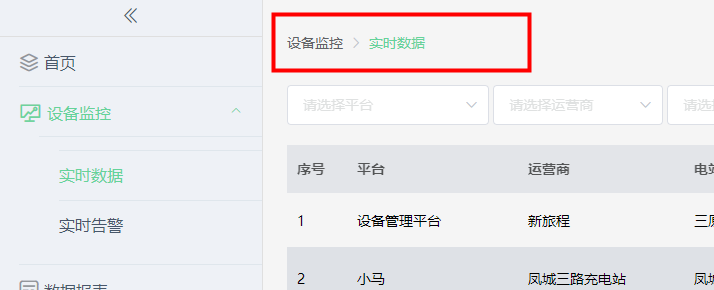 首页
设备监控
实时数据
实时告警
数据报表
设备监控 > 实时数据
请选择平台 请选择运营商 请选
序号 平台 运营商 电
1 设备管理平台 新旅程 三
2 小马 凤城三路充电站 凤城